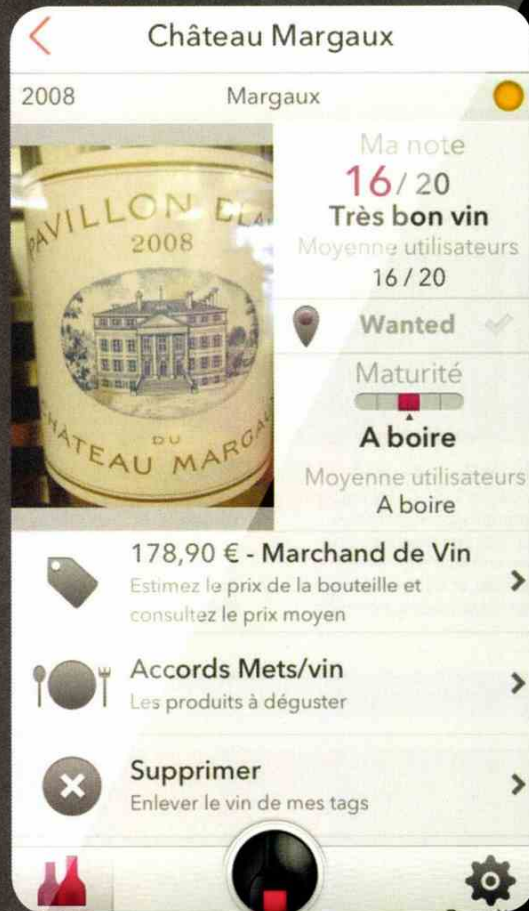 Château Margaux
2008 Margaux
PAVILLON BLA
2008
DU
CHATEAU MARGAU
Ma note
16/20
Très bon vin
Moyenne utilisateurs
16/20
Wanted
Maturité
A boire
Moyenne utilisateurs
A boire
178,90 € - Marchand de Vin
Estimez le prix de la bouteille et
consultez le prix moyen
Accords Mets/vin
Les produits à déguster
Supprimer
Enlever le vin de mes tags